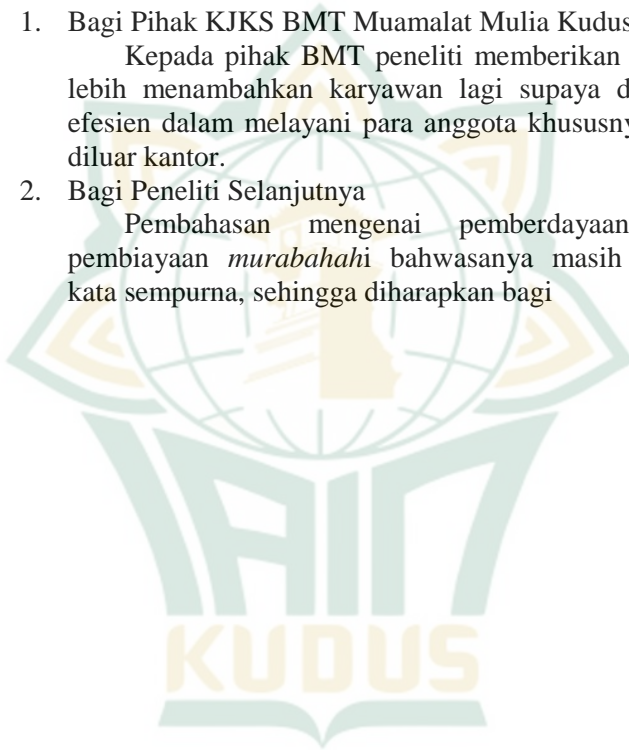 1. Bagi Pihak KJKS BMT Muamalat Mulia Kudus
Kepada pihak BMT peneliti memberikan
lebih menambahkan karyawan lagi supaya d
efesien dalam melayani para anggota khususny
diluar kantor.
2. Bagi Peneliti Selanjutnya
Pembahasan mengenai pemberdayaan
pembiayaan murabahahi bahwasanya masih
kata sempurna, sehingga diharapkan bagi
IAIN
KUDUS